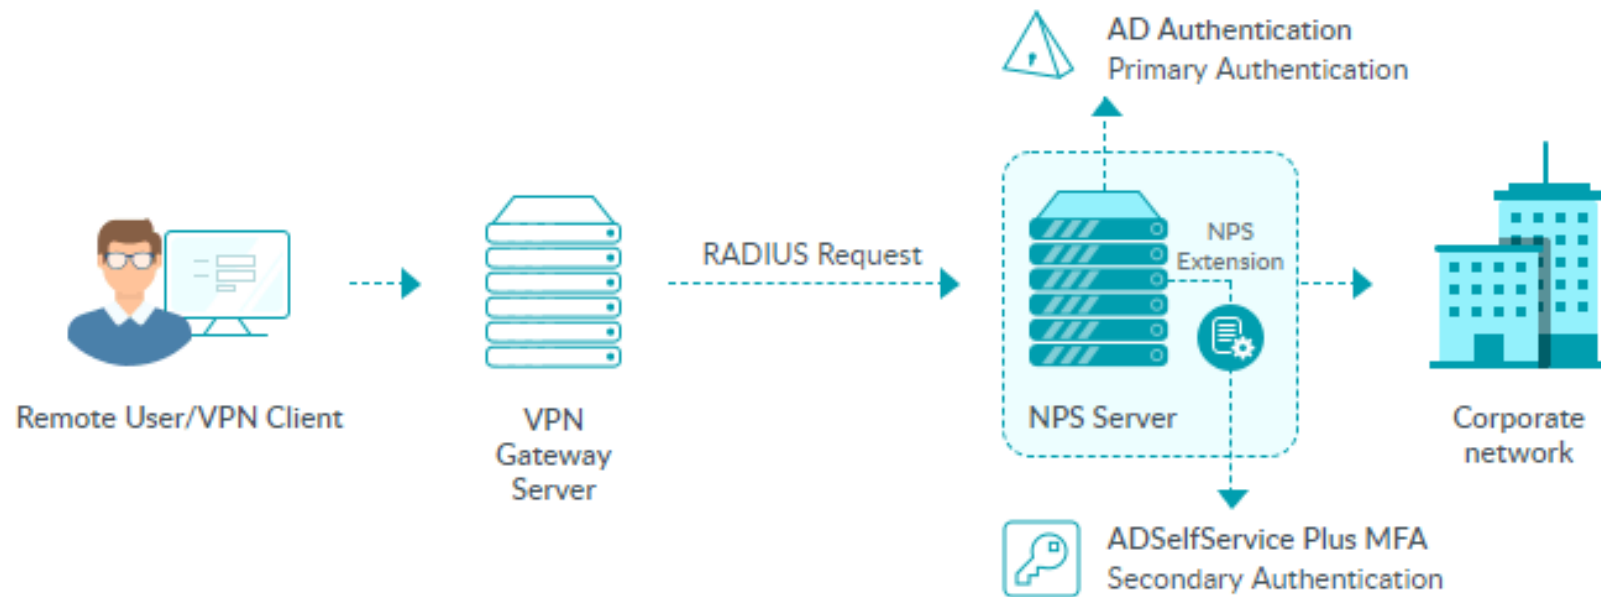 AD Authentication
Primary Authentication
RADIUS Request
NPS
Extension
Remote User/VPN Client
VPN
Gateway
Server
NPS Server
Corporate
network
ADSelfService Plus MFA
Secondary Authentication